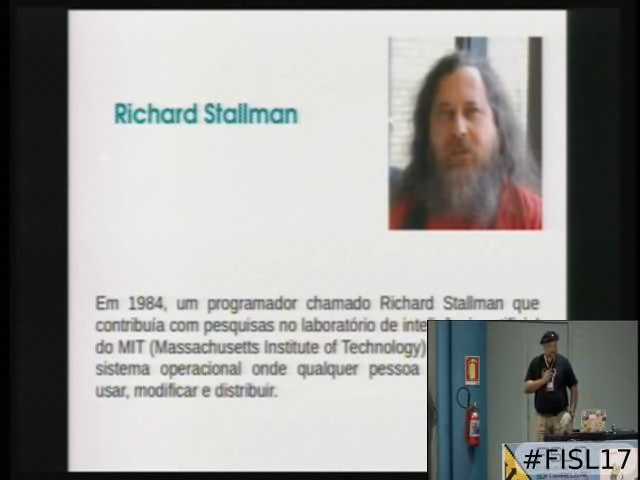 Richard Stallman
Em 1984, um programador chamado Richard Stallman que
contribuía com pesquisas no laboratório de
do MIT (Massachusetts Institute of Technology)
sistema operacional onde qualquer pessoa
usar, modificar e distribuir.
#FISL17